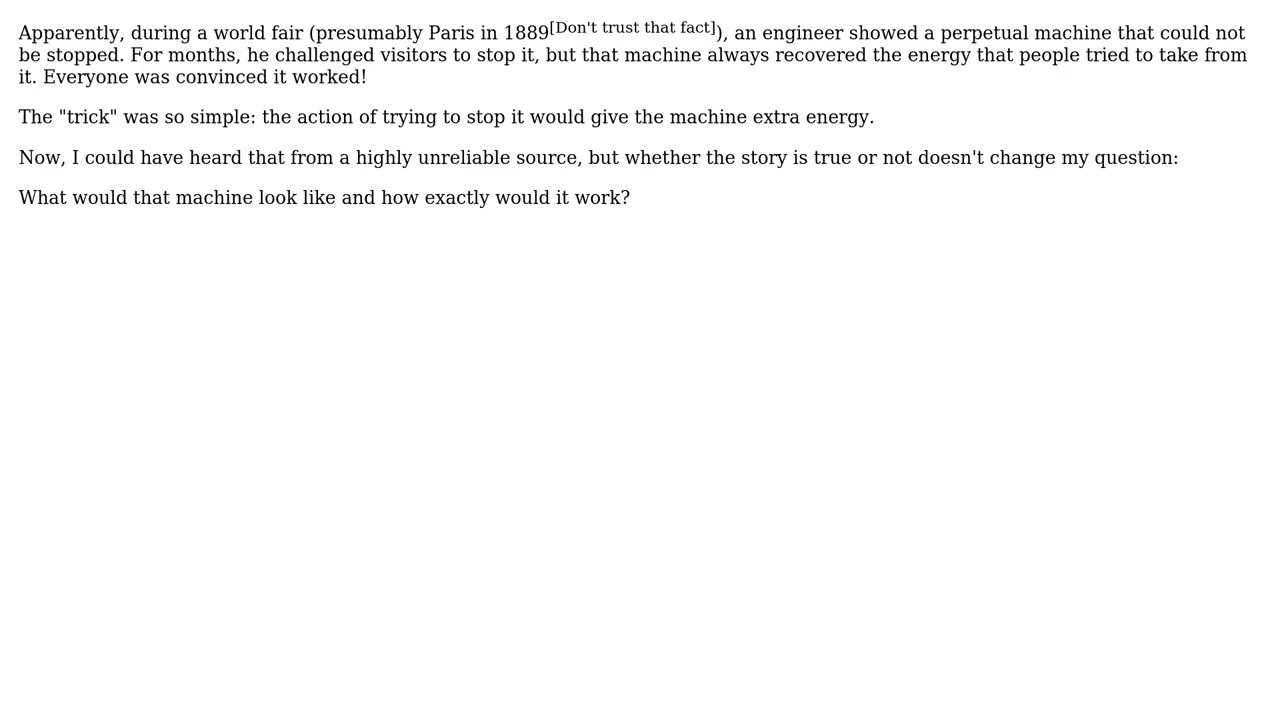 Apparently, during a world fair (presumably Paris in 1889[Don't trust that fact]), an engineer showed a perpetual machine that could not
be stopped. For months, he challenged visitors to stop it, but that machine always recovered the energy that people tried to take from
it. Everyone was convinced it worked!
The "trick" was so simple: the action of trying to stop it would give the machine extra energy.
Now, I could have heard that from a highly unreliable source, but whether the story is true or not doesn't change my question:
What would that machine look like and how exactly would it work?